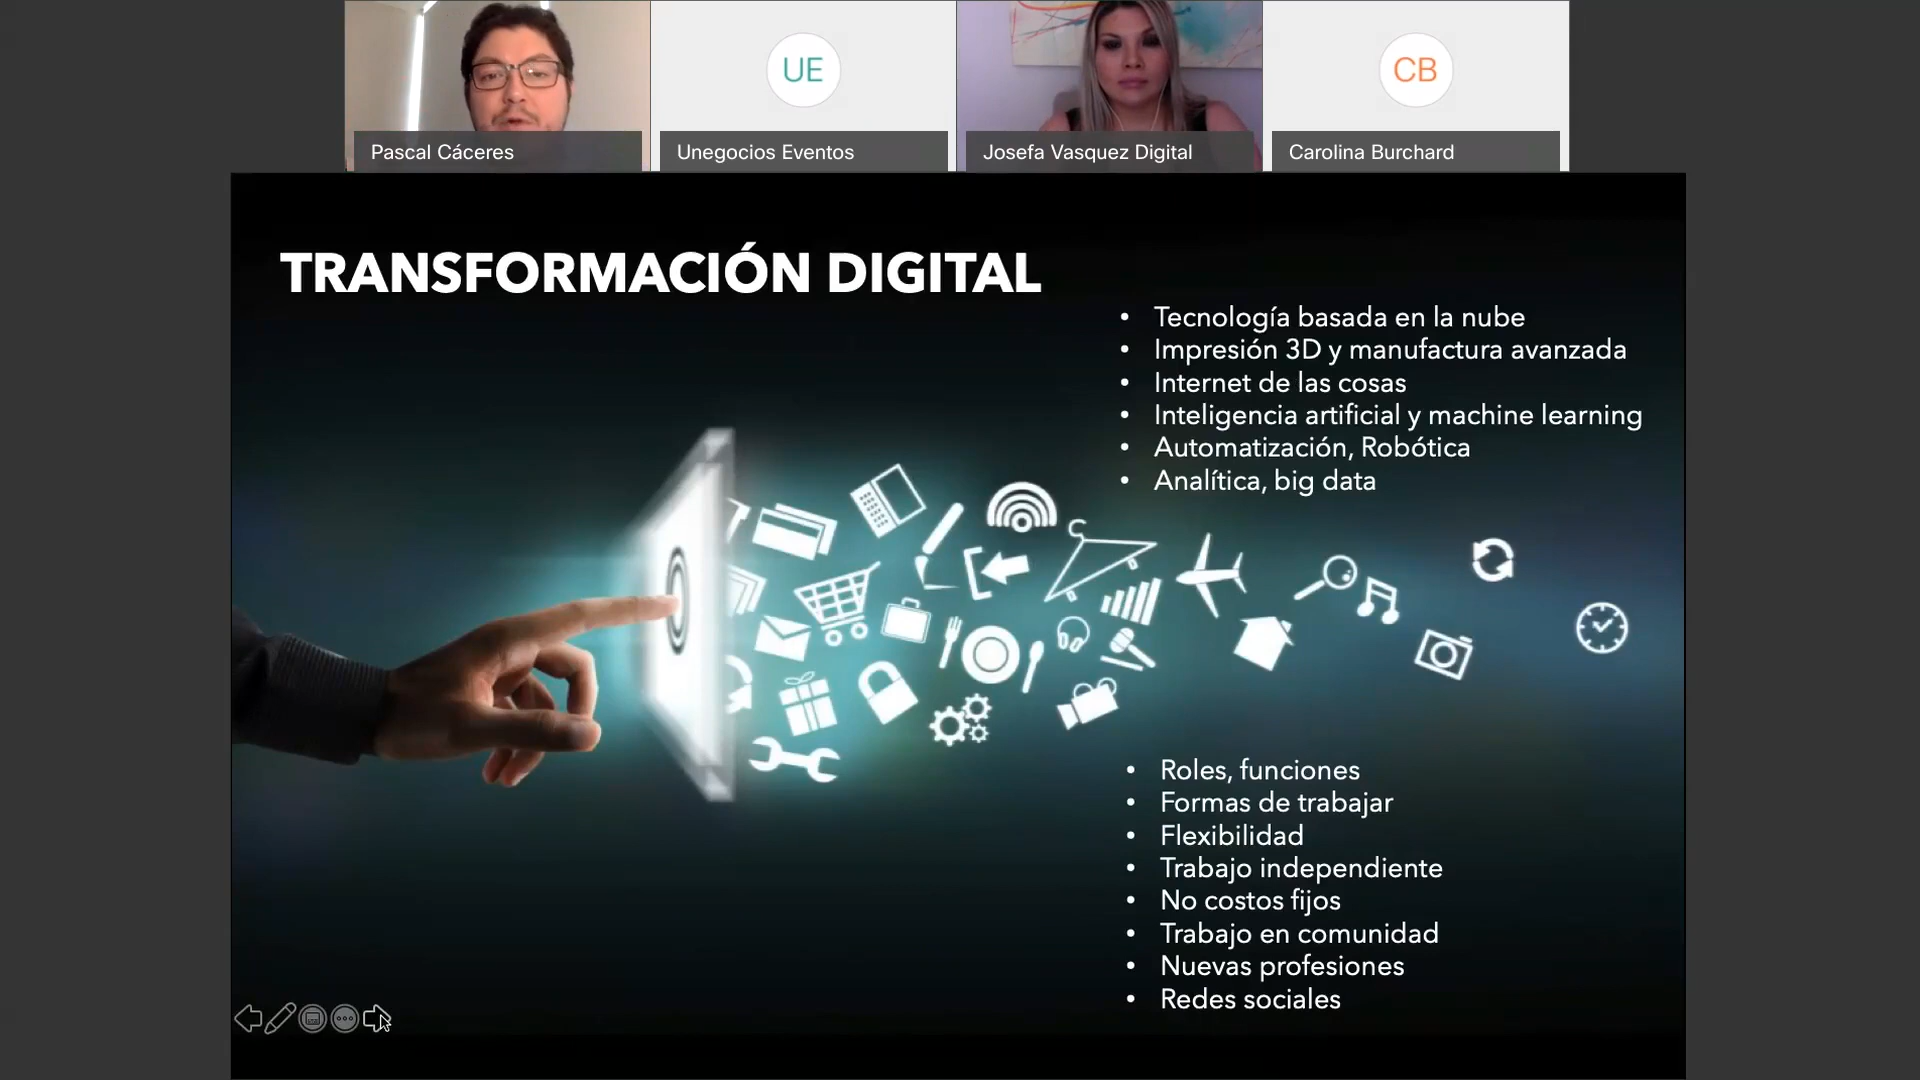 UE
CB
Pascal Cáceres
Unegocios Eventos
Josefa Vasquez Digital
Carolina Burchard
TRANSFORMACIÓN DIGITAL
• Tecnología basada en la nube
• Impresión 3D y manufactura avanzada
• Internet de las cosas
• Inteligencia artificial y machine learning
• Automatización, Robótica
• Analítica, big data
• Roles, funciones
• Formas de trabajar
• Flexibilidad
• Trabajo independiente
• No costos fijos
• Trabajo en comunidad
• Nuevas profesiones
• Redes sociales